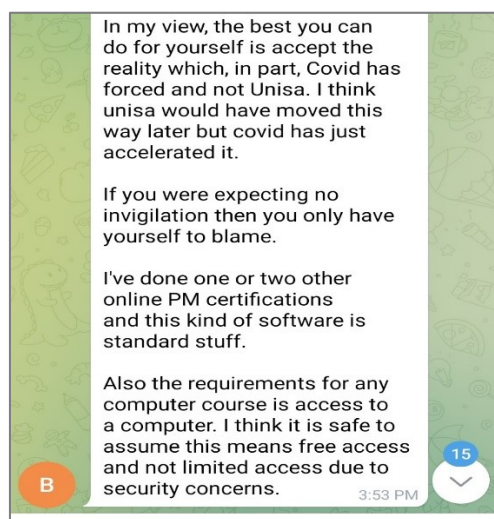 In my view, the best you can
do for yourself is accept the
reality which, in part, Covid has
forced and not Unisa. I think
unisa would have moved this
way later but covid has just
accelerated it.
If you were expecting no
invigilation then you only have
yourself to blame.
I've done one or two other
online PM certifications
and this kind of software is
standard stuff.
Also the requirements for any
computer course is access to
a computer. I think it is safe to
assume this means free access
and not limited access due to
security concerns.
3:53 PM
B
15